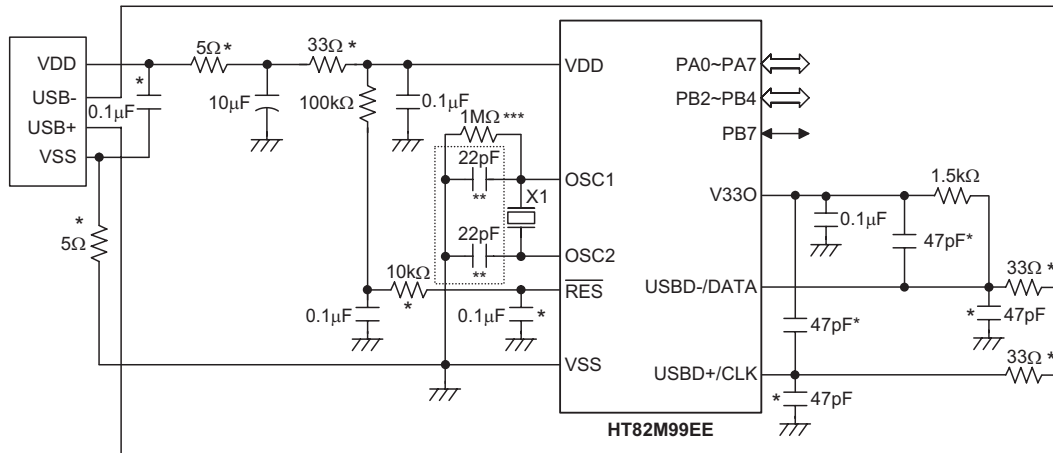 VDD
USB-
USB+
VSS
0.1μF
*
5Ω*
10μF
33Ω*
100kΩ
0.1μF
1MΩ***
22pF
**
X1
22pF
**
*
5Ω
10kΩ
*
0.1μF
0.1μF
*
VDD
OSC1
OSC2
RES
VSS
PA0~PA7
PB2~PB4
PB7
V33O
USBD-/DATA
USBD+/CLK
HT82M99EE
1.5kΩ
0.1μF
47pF*
33Ω*
*
47pF
47pF*
33Ω*
*
47pF